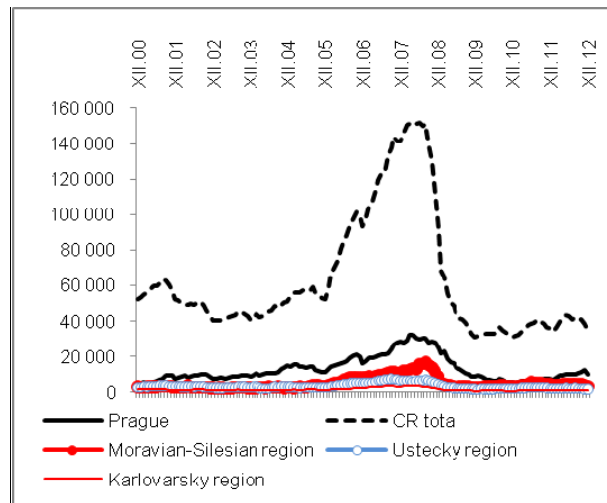 XII.00 XII.01 XII.02 XII.03 XII.04 XII.05 XII.06 XII.07 XII.08 XII.09 XII.10 XII.11 XII.12
160 000
140 000
120 000
100 000
80 000
60 000
40 000
20 000
0
Prague CR tota
Moravian-Silesian region Ustecky region
Karlovarsky region